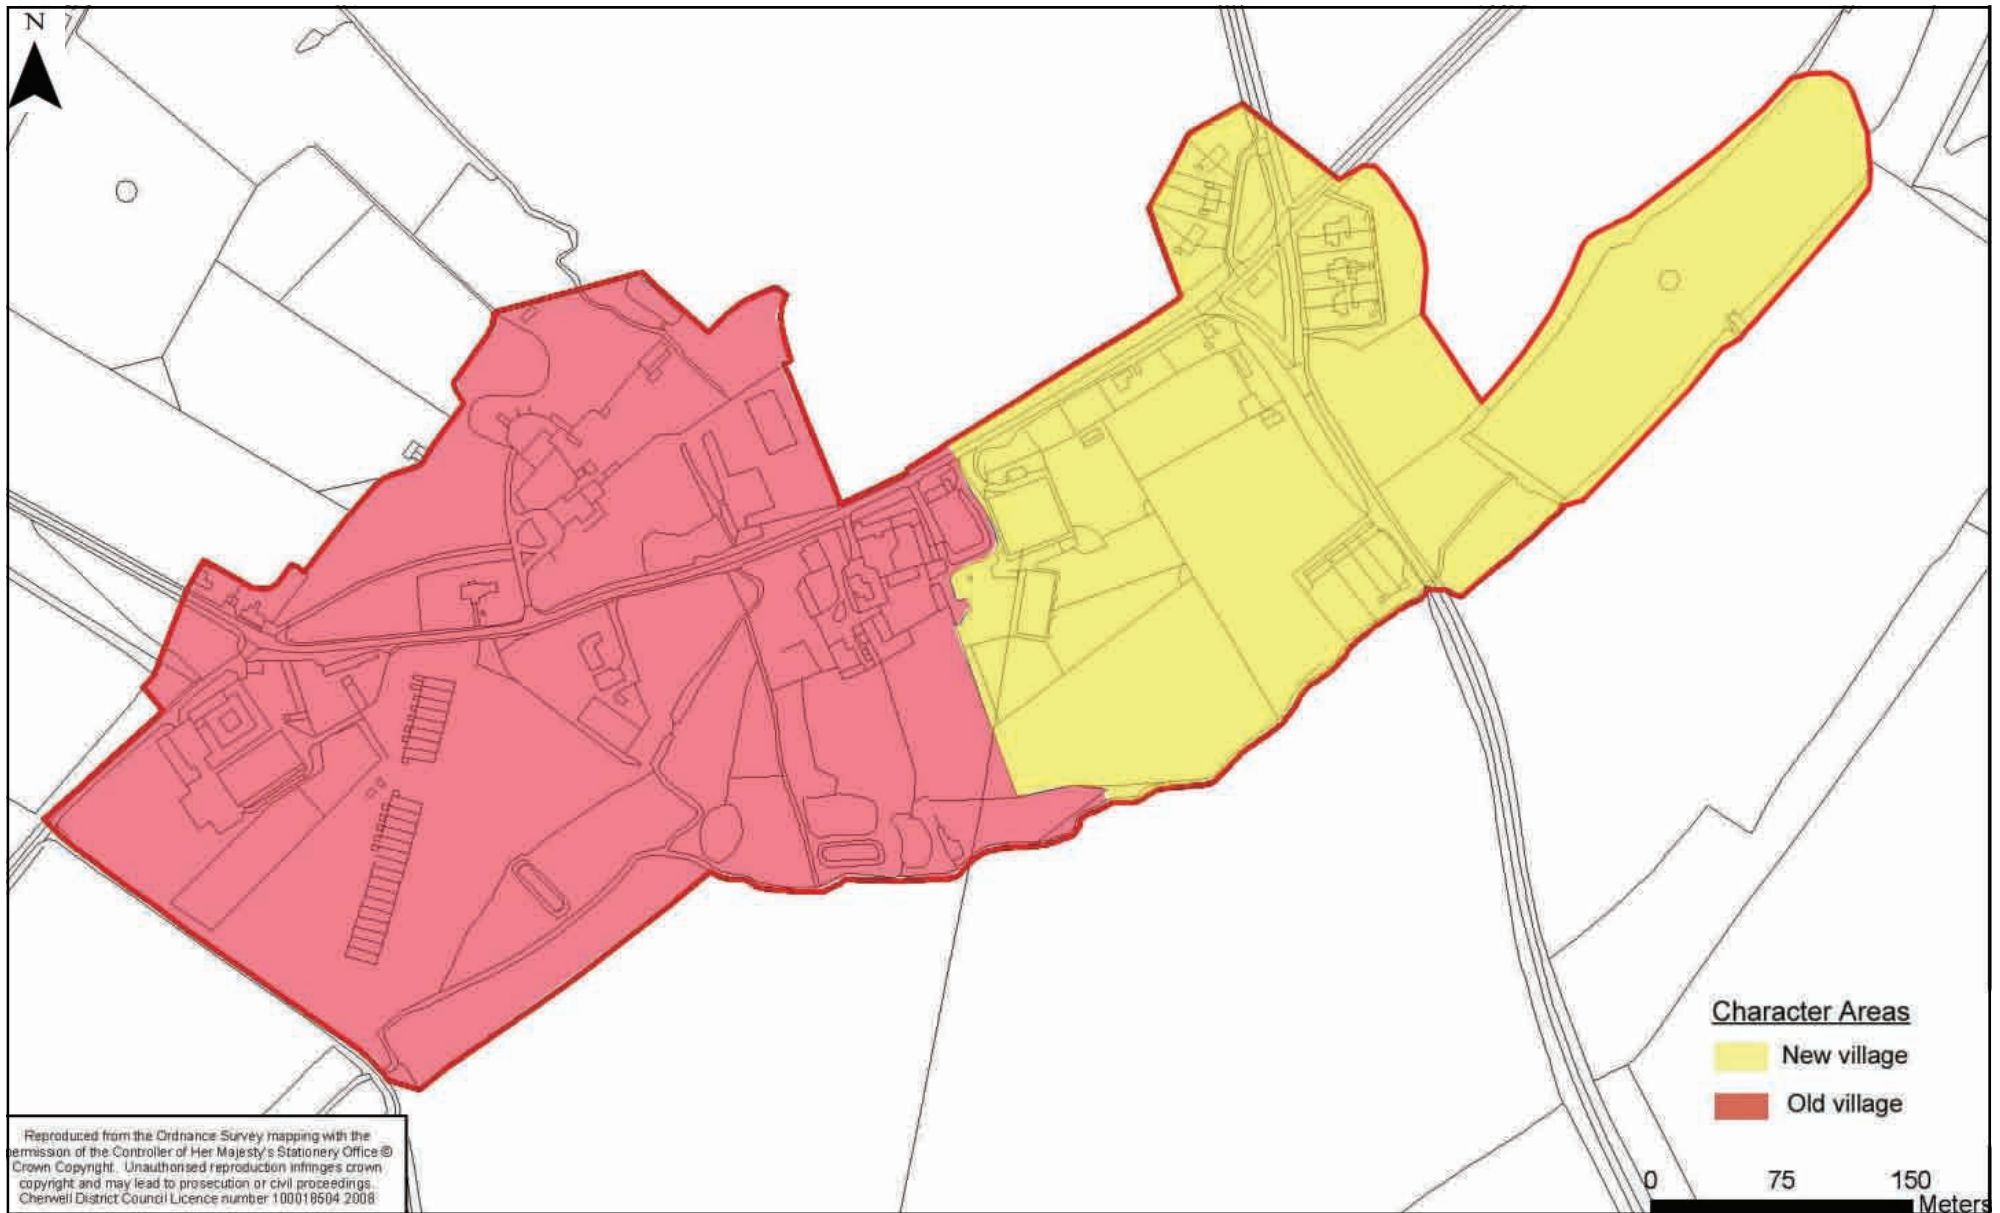 N
Character Areas
New village
Old village
0 75 150
Meters
Reproduced from the Ordnance Survey mapping with the
ermission of the Controller of Her Majesty's Stationery Office ©
Crown Copyright. Unauthorised reproduction infringes crown
copyright and may lead to prosecution or civil proceedings.
Cherwell District Council Licence number 100018504 2008